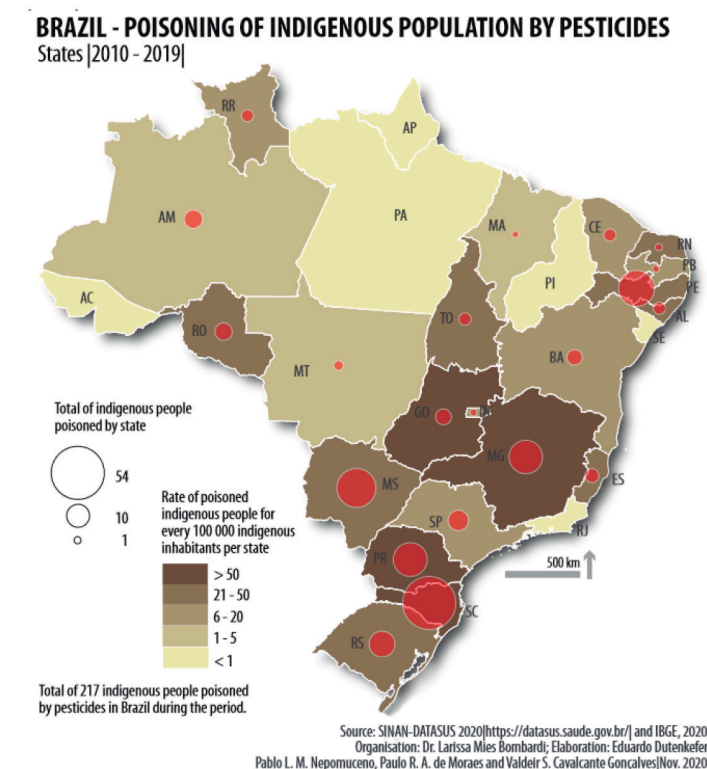 BRAZIL - POISONING OF INDIGENOUS POPULATION BY PESTICIDES
States |2010 - 2019|
RR
AP
AM
PA
MA
CE
RN
PB
PE
AL
SE
PI
AC
TO
RO
BA
MT
GO
MG
ES
MS
SP
RJ
PR
SC
RS
500 km
Total of indigenous people
poisoned by state
54
10
1
Rate of poisoned
indigenous people for
every 100 000 indigenous
inhabitants per state
> 50
21 - 50
6 - 20
1 - 5
< 1
Total of 217 indigenous people poisoned
by pesticides in Brazil during the period.
Source: SINAN-DATASUS 2020|https://datasus.saude.gov.br/| and IBGE, 2020
Organisation: Dr. Larissa Mies Bombardi; Elaboration: Eduardo Dutenkefer
Pablo L. M. Nepomuceno, Paulo R. A. de Moraes and Valdeir S. Cavalcante Gonçalves|Nov. 2020